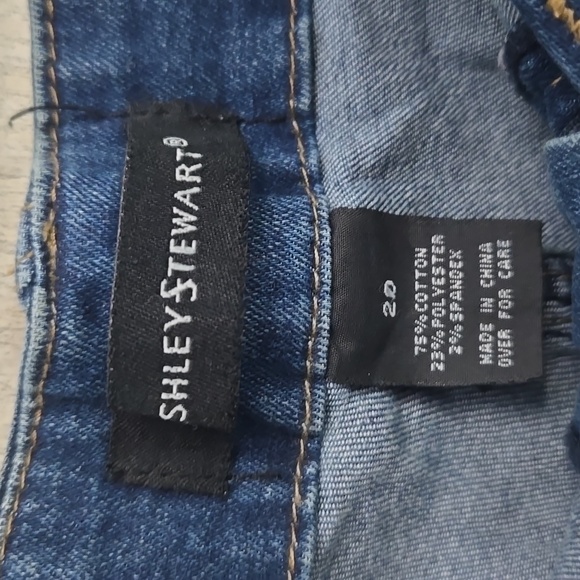 SHLEY STEWART®
20
75% COTTON
23% POLYESTER
2% SPANDEX
MADE IN CHINA
OVER FOR CARE